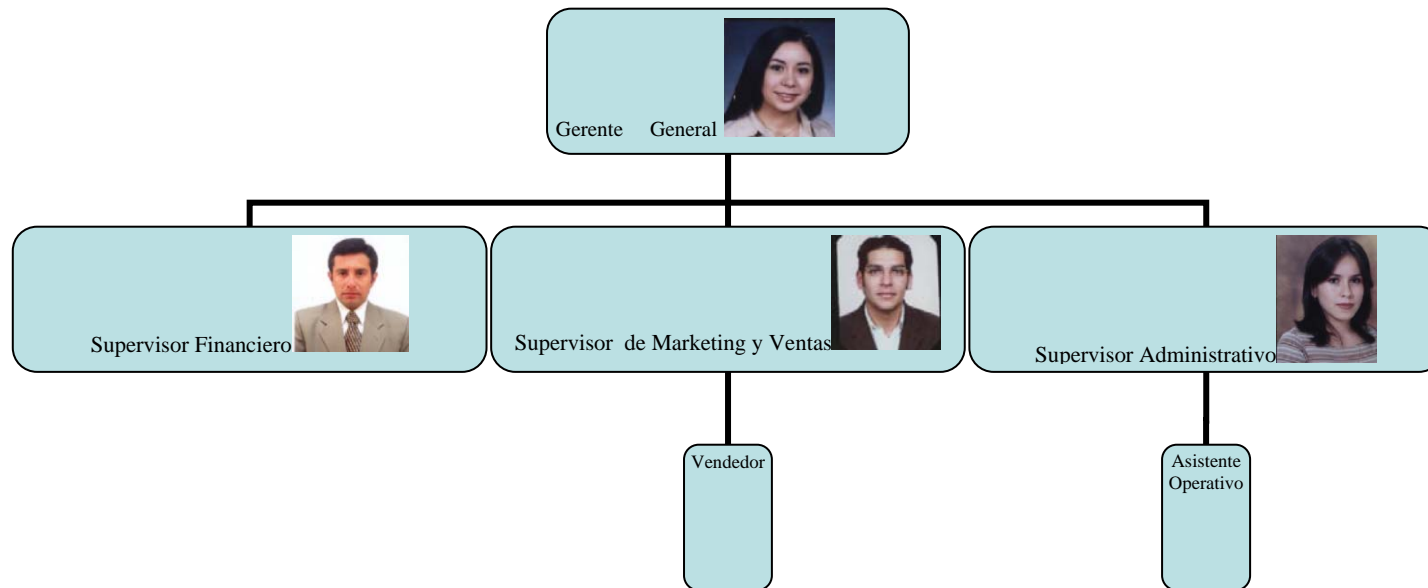 Gerente General
Supervisor Financiero
Supervisor de Marketing y Ventas
Supervisor Administrativo
Vendedor
Asistente
Operativo